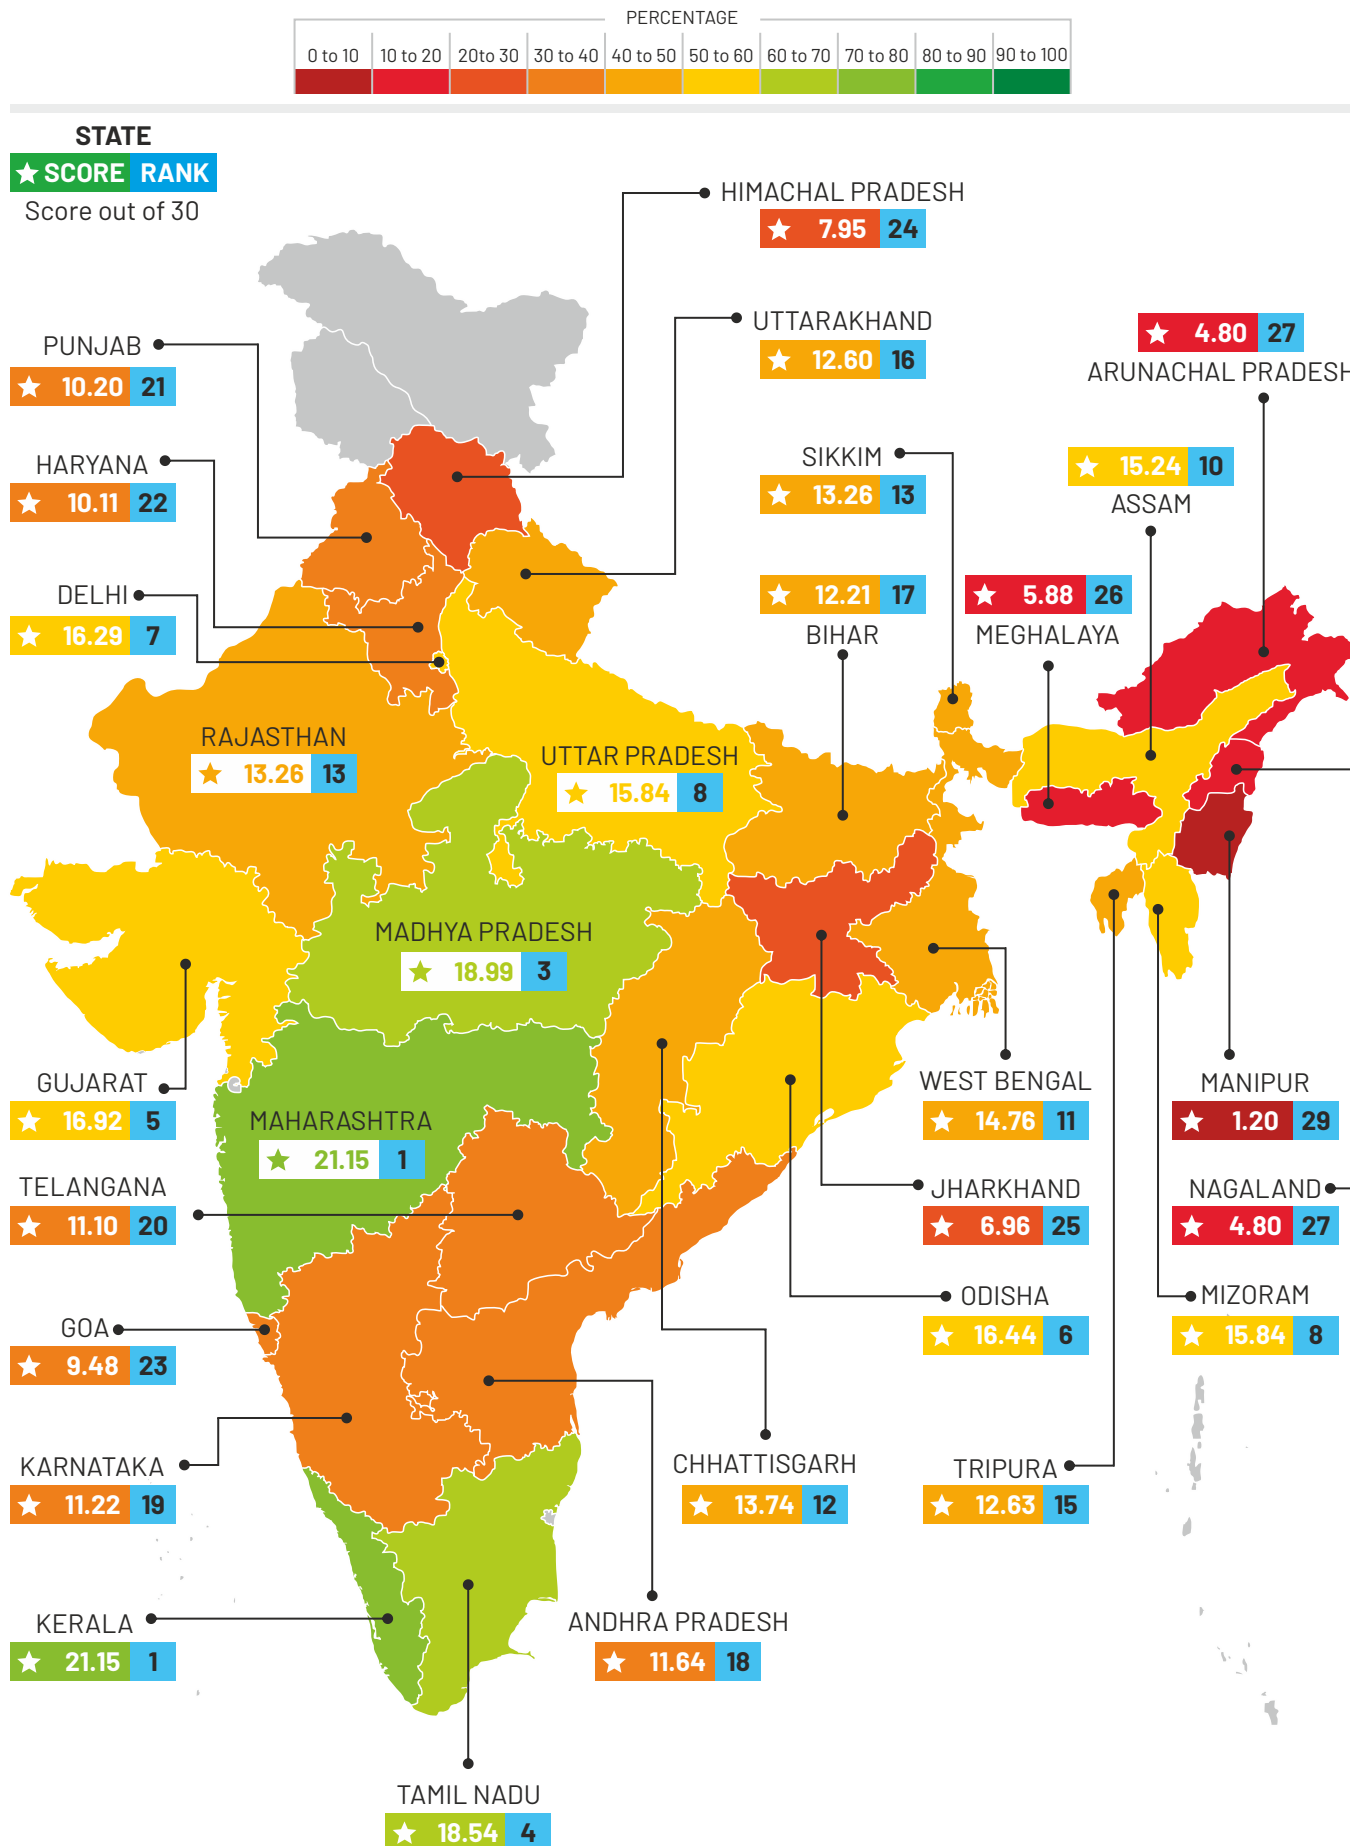 PERCENTAGE
0 to 10 10 to 20 20to 30 30 to 40 40 to 50 50 to 60 60 to 70 70 to 80 80 to 90 90 to 100
STATE
SCORE RANK
Score out of 30
HIMACHAL PRADESH
7.95 24
UTTARAKHAND
12.60 16
4.80 27
ARUNACHAL PRADESH
PUNJAB
10.20 21
HARYANA
10.11 22
SIKKIM
13.26 13
15.24 10
ASSAM
DELHI
16.29 7
12.21 17
BIHAR
5.88 26
MEGHALAYA
RAJASTHAN
13.26 13
UTTAR PRADESH
15.84 8
MADHYA PRADESH
18.99 3
GUJARAT
16.92 5
MAHARASHTRA
21.15 1
WEST BENGAL
14.76 11
MANIPUR
1.20 29
TELANGANA
11.10 20
JHARKHAND
6.96 25
NAGALAND
4.80 27
GOA
9.48 23
ODISHA
16.44 6
MIZORAM
15.84 8
KARNATAKA
11.22 19
CHHATTISGARH
13.74 12
TRIPURA
12.63 15
KERALA
21.15 1
ANDHRA PRADESH
11.64 18
TAMIL NADU
18.54 4